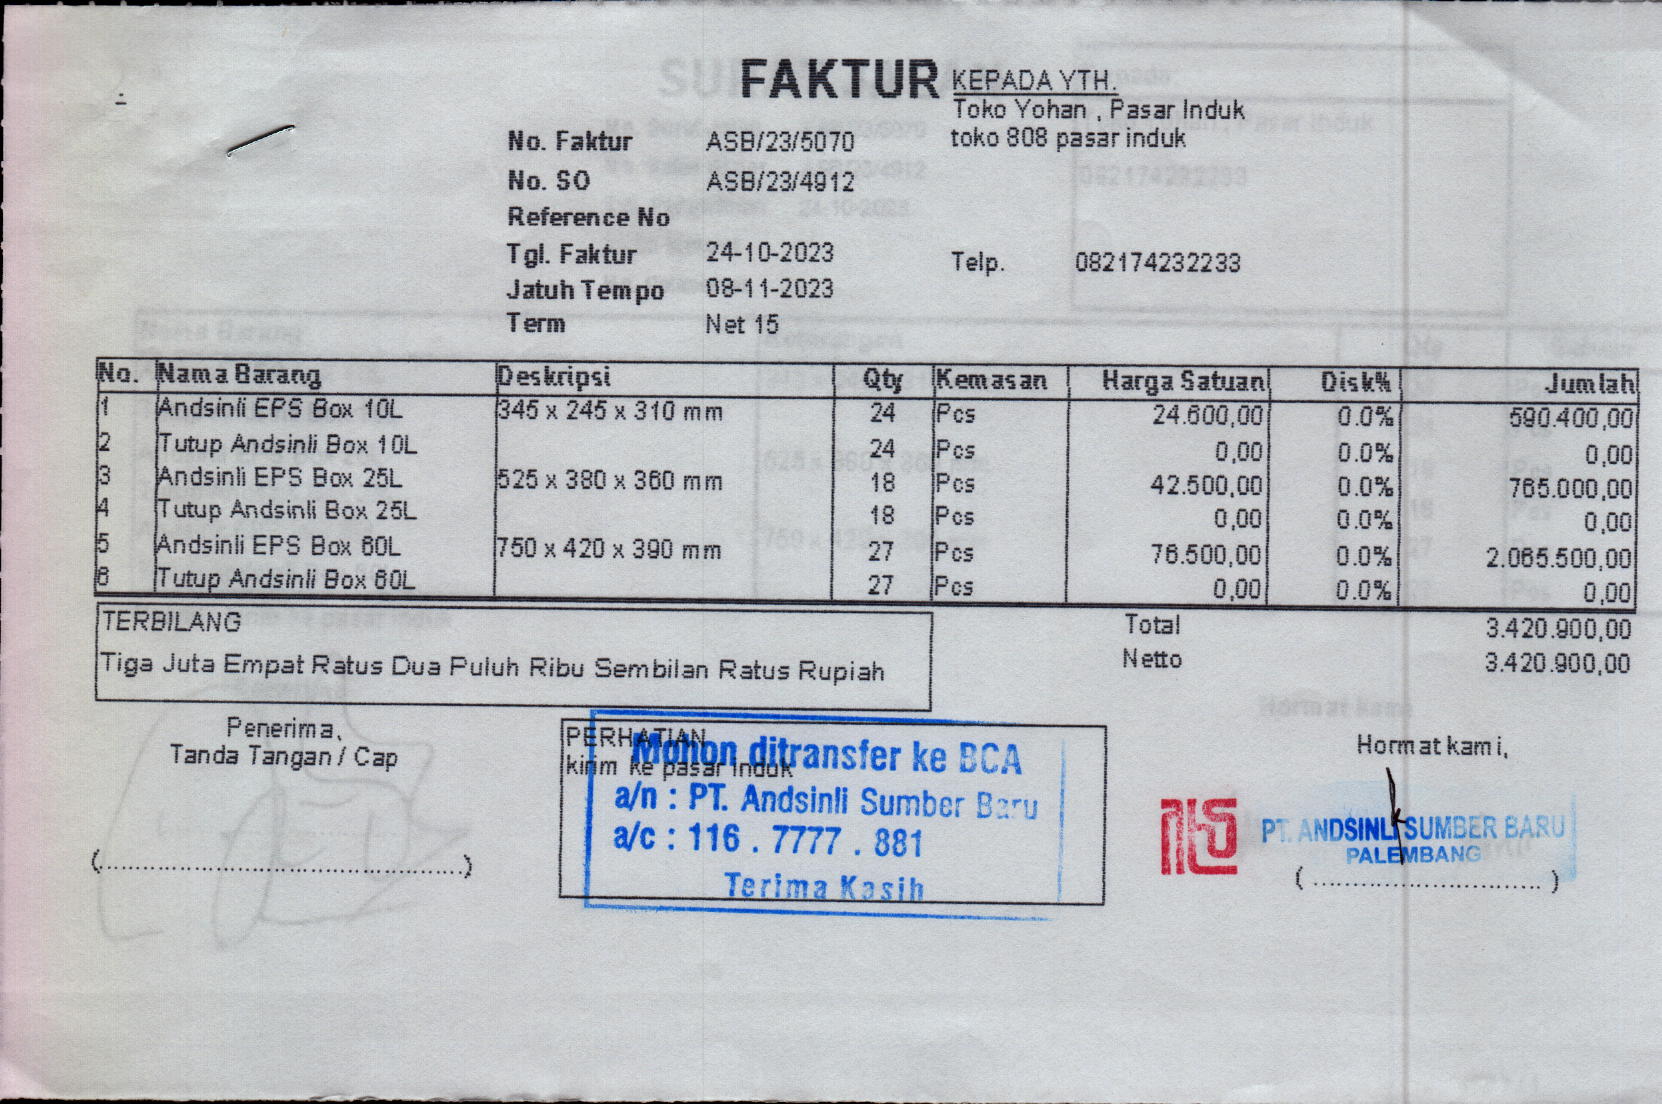 FAKTUR
KEPADA YTH.
Toko Yohan , Pasar Induk
toko 808 pasar induk
No. Faktur ASB/23/5070
No. SO ASB/23/4912
Reference No
Tgl. Faktur 24-10-2023
Telp. 082174232233
Jatuh Tempo 08-11-2023
Term Net 15
No. Nama Barang Deskripsi Qty Kemasan Harga Satuan Disk% Jumlah
1 Andsinli EPS Box 10L 345 x 245 x 310 mm 24 Pcs 24.600,00 0.0% 590.400,00
2 Tutup Andsinli Box 10L 24 Pcs 0,00 0.0% 0,00
3 Andsinli EPS Box 25L 525 x 380 x 360 mm 18 Pcs 42.500,00 0.0% 765.000,00
4 Tutup Andsinli Box 25L 18 Pcs 0,00 0.0% 0,00
5 Andsinli EPS Box 60L 750 x 420 x 390 mm 27 Pcs 76.500,00 0.0% 2.065.500,00
6 Tutup Andsinli Box 60L 27 Pcs 0,00 0.0% 0,00
TERBILANG
Tiga Juta Empat Ratus Dua Puluh Ribu Sembilan Ratus Rupiah
Total 3.420.900,00
Netto 3.420.900,00
Penerima,
Tanda Tangan / Cap
PERHATIAN
kirim ke pasar induk
Mohon ditransfer ke BCA
a/n : PT. Andsinli Sumber Baru
a/c : 116 . 7777 . 881
Terima Kasih
Hormat kami,
PT. ANDSINLI SUMBER BARU
PALEMBANG